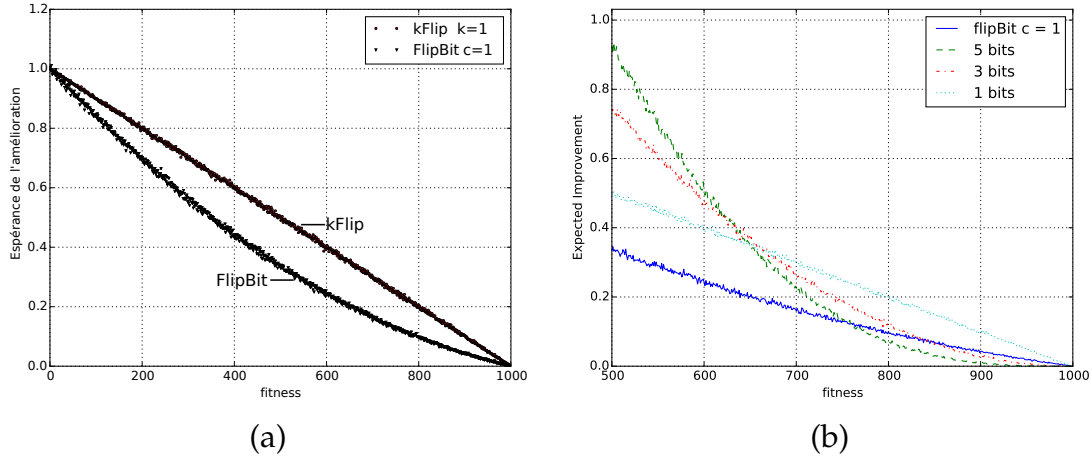 1.2
1.0
0.8
0.6
0.4
0.2
0.0
0 200 400 600 800 1000
Espérance de l'amélioration
fitness
kFlip k=1
FlipBit c=1
kFlip
FlipBit
(a)
1.0
0.8
0.6
0.4
0.2
0.0
500 600 700 800 900 1000
Expected Improvement
fitness
flipBit c = 1
5 bits
3 bits
1 bits
(b)